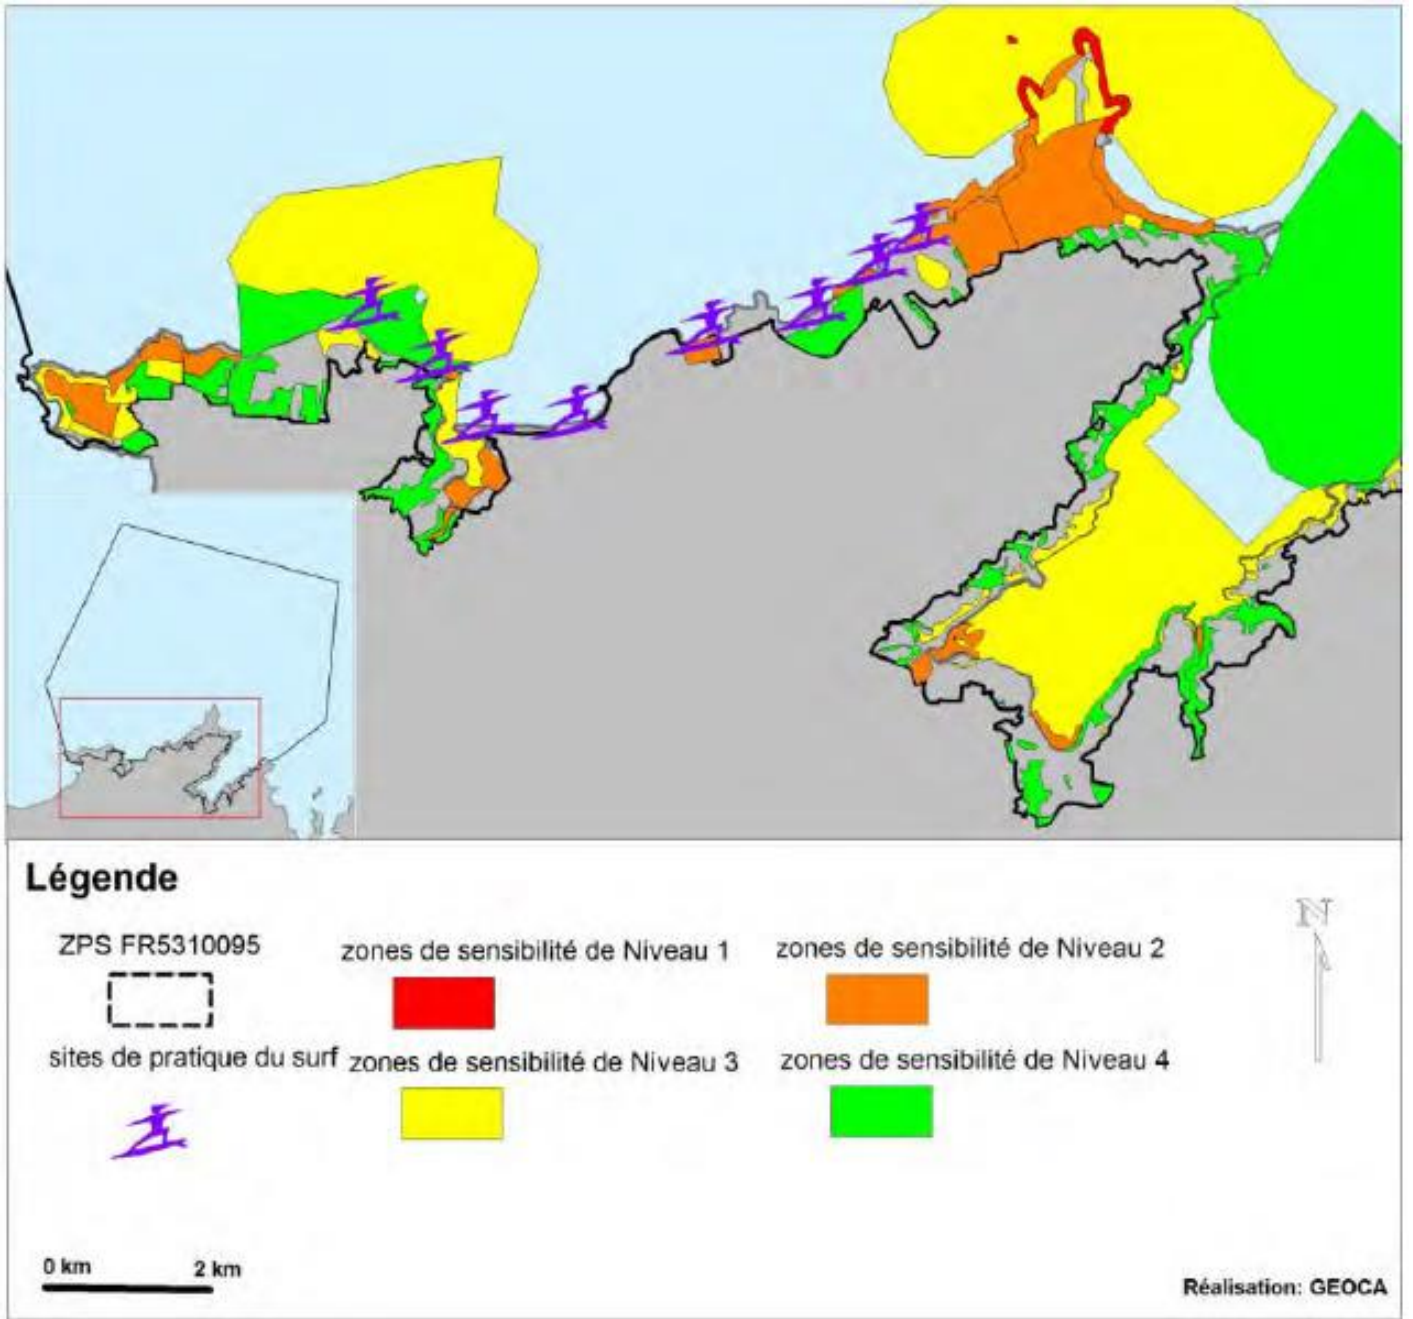 Légende
ZPS FR5310095
zones de sensibilité de Niveau 1
zones de sensibilité de Niveau 2
sites de pratique du surf
zones de sensibilité de Niveau 3
zones de sensibilité de Niveau 4
N
0 km
2 km
Réalisation: GEOCA